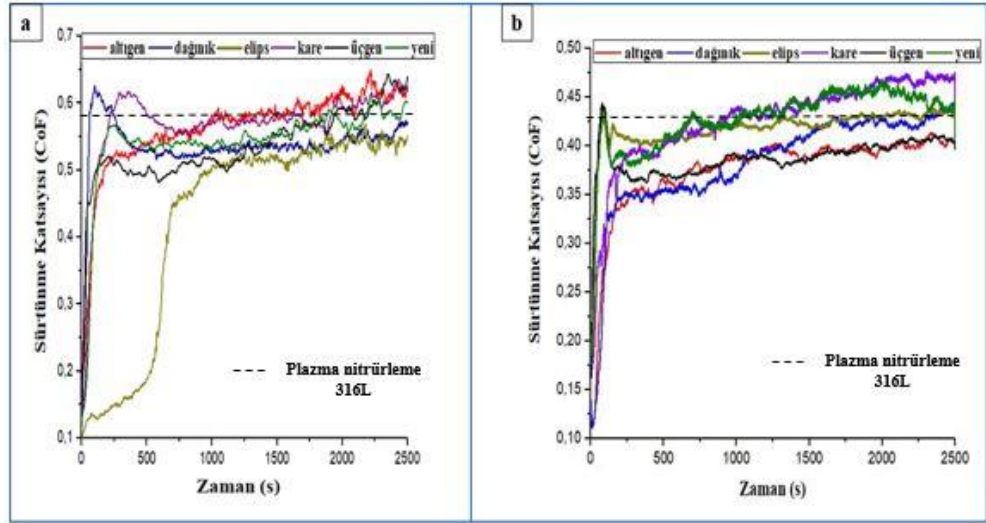 a
0,7
0,6
0,5
0,4
0,3
0,2
0,1
Sürtünme Katsayısı (CoF)
altıgen dağınık elips kare üçgen yeni
Plazma nitrürleme
316L
0 500 1000 1500 2000 2500
Zaman (s)
b
0,50
0,45
0,40
0,35
0,30
0,25
0,20
0,15
0,10
Sürtünme Katsayısı (CoF)
altıgen dağınık elips kare üçgen yeni
Plazma nitrürleme
316L
0 500 1000 1500 2000 2500
Zaman (s)